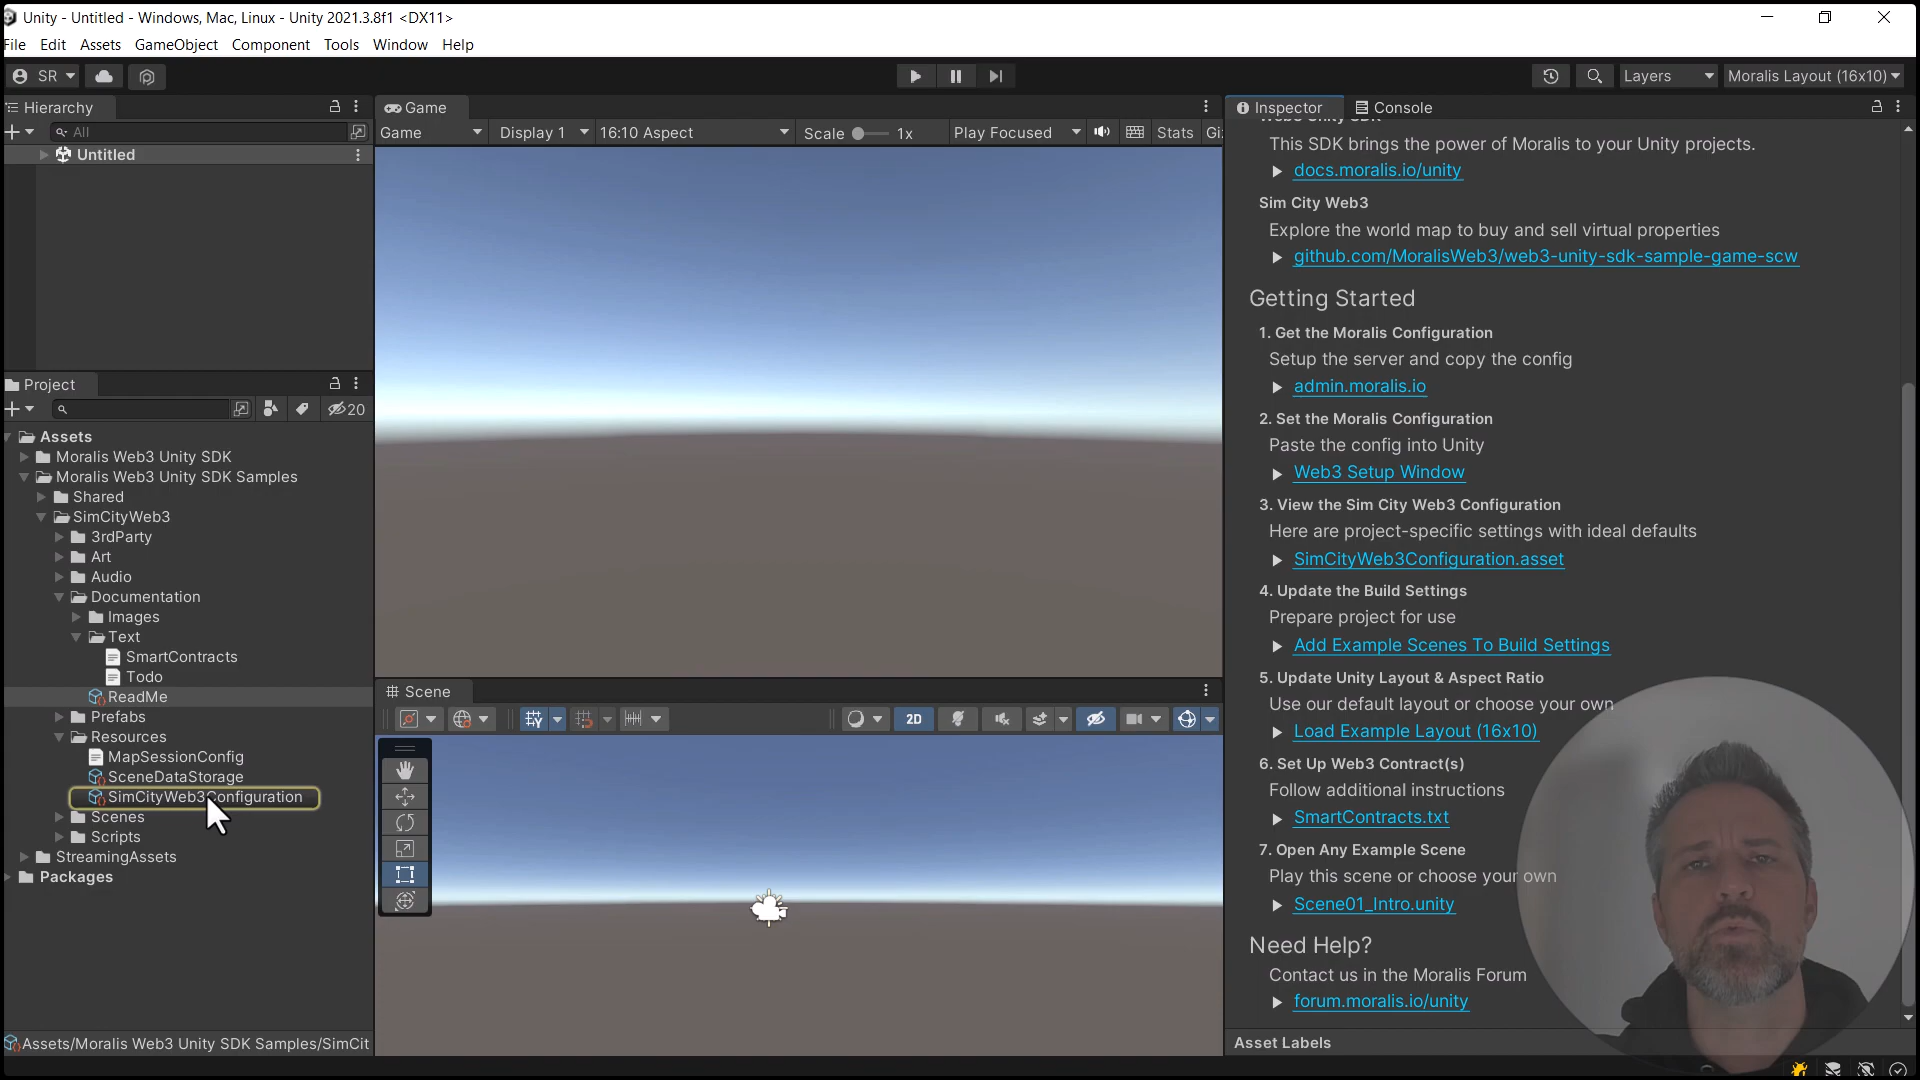 Unity - Untitled - Windows, Mac, Linux - Unity 2021.3.8f1 <DX11>
File Edit Assets GameObject Component Tools Window Help
SR
Layers
Moralis Layout (16x10)
Hierarchy
All
Untitled
Project
20
Assets
Moralis Web3 Unity SDK
Moralis Web3 Unity SDK Samples
Shared
SimCityWeb3
3rdParty
Art
Audio
Documentation
Images
Text
SmartContracts
Todo
ReadMe
Prefabs
Resources
MapSessionConfig
SceneDataStorage
SimCityWeb3Configuration
Scenes
Scripts
StreamingAssets
Packages
Assets/Moralis Web3 Unity SDK Samples/SimCit
Game
Game Display 1 16:10 Aspect Scale 1x Play Focused Stats Gi
Scene
2D
Inspector Console
Web3 Unity SDK
This SDK brings the power of Moralis to your Unity projects.
docs.moralis.io/unity
Sim City Web3
Explore the world map to buy and sell virtual properties
github.com/MoralisWeb3/web3-unity-sdk-sample-game-scw
Getting Started
1. Get the Moralis Configuration
Setup the server and copy the config
admin.moralis.io
2. Set the Moralis Configuration
Paste the config into Unity
Web3 Setup Window
3. View the Sim City Web3 Configuration
Here are project-specific settings with ideal defaults
SimCityWeb3Configuration.asset
4. Update the Build Settings
Prepare project for use
Add Example Scenes To Build Settings
5. Update Unity Layout & Aspect Ratio
Use our default layout or choose your own
Load Example Layout (16x10)
6. Set Up Web3 Contract(s)
Follow additional instructions
SmartContracts.txt
7. Open Any Example Scene
Play this scene or choose your own
Scene01_Intro.unity
Need Help?
Contact us in the Moralis Forum
forum.moralis.io/unity
Asset Labels